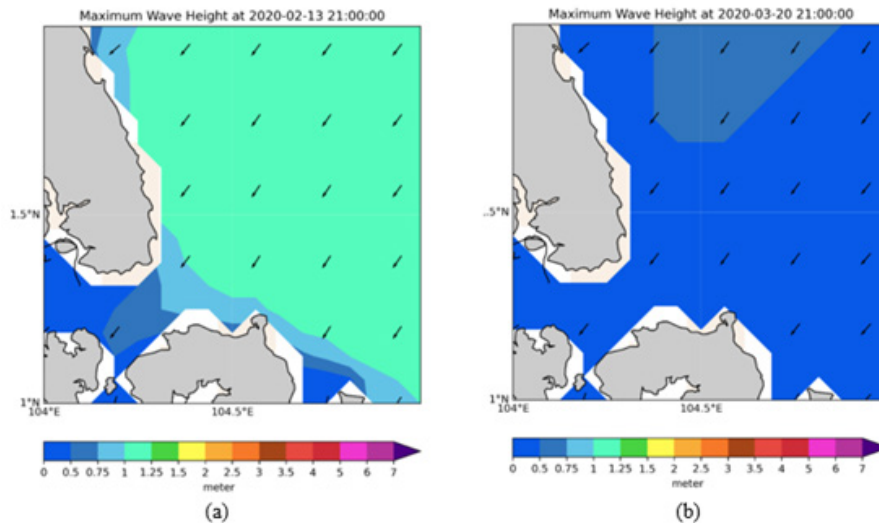 Maximum Wave Height at 2020-02-13 21:00:00
Maximum Wave Height at 2020-03-20 21:00:00
1.5°N
.5°N
1°N
1°N
104°E
104.5°E
104°E
104.5°E
0 0.5 0.75 1 1.25 1.5 2 2.5 3 3.5 4 5 6 7
0 0.5 0.75 1 1.25 1.5 2 2.5 3 3.5 4 5 6 7
meter
meter
(a)
(b)